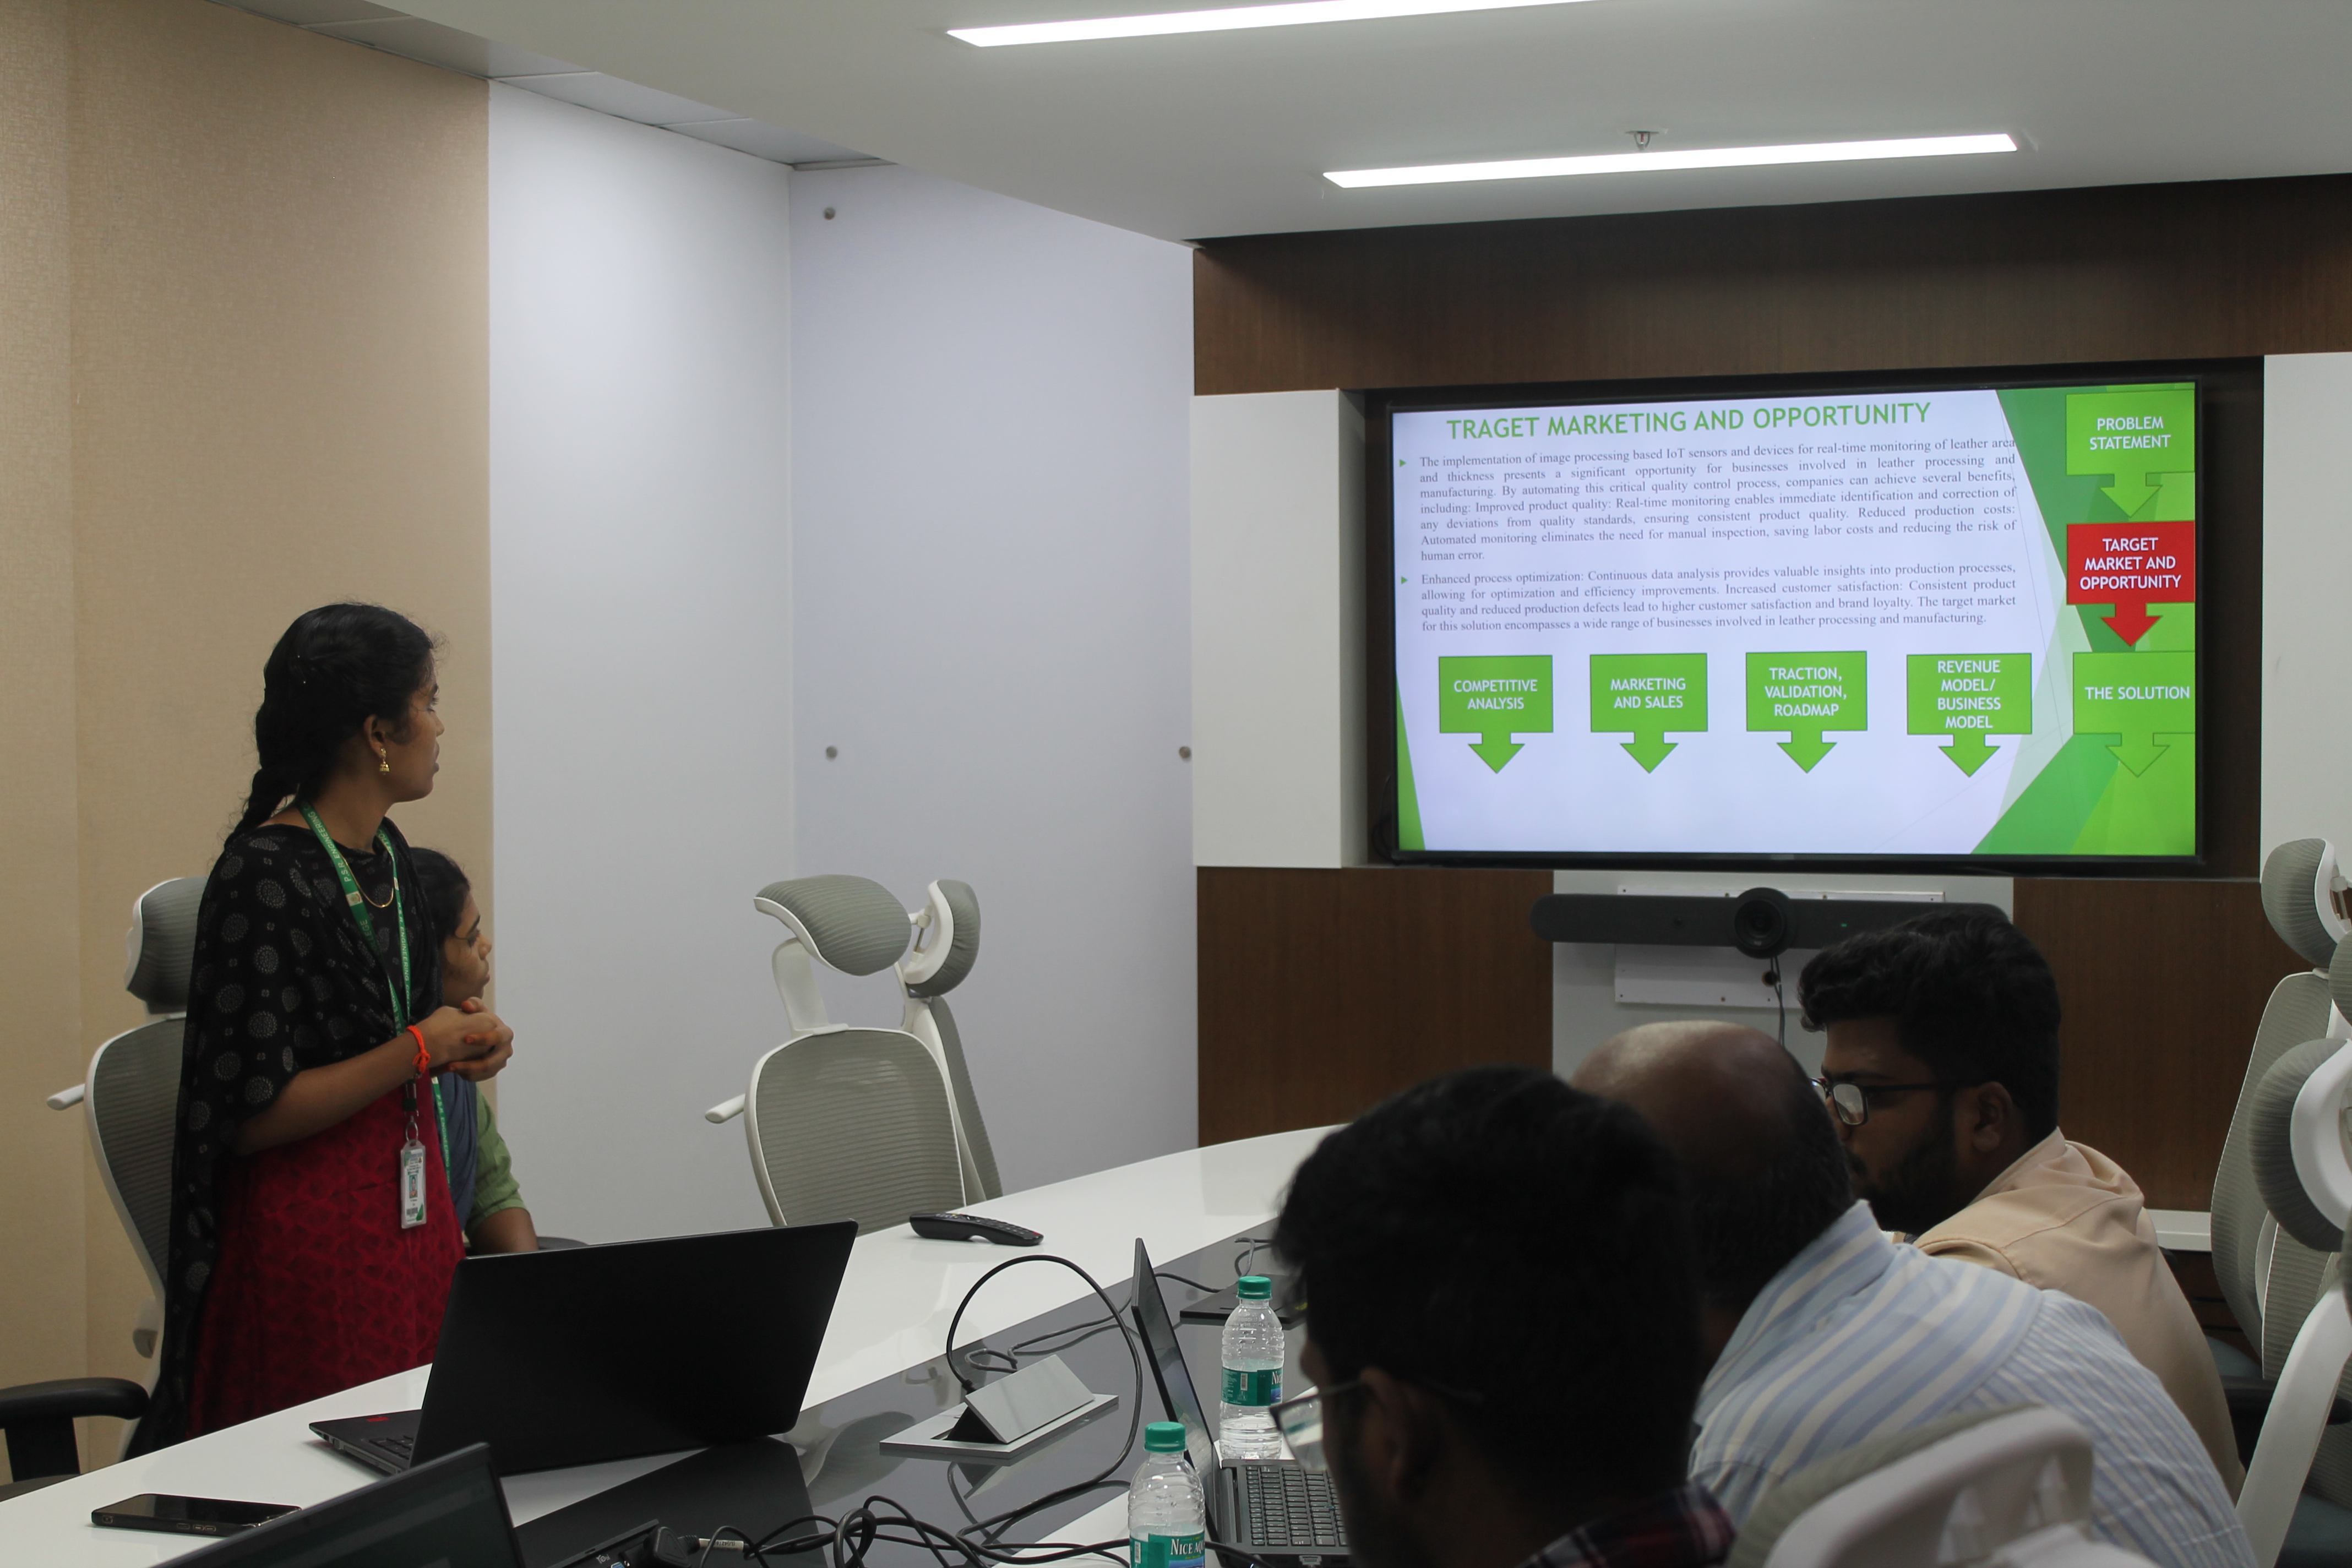 TRAGET MARKETING AND OPPORTUNITY
The implementation of image processing based IoT sensors and devices for real-time monitoring of leather area
and thickness presents a significant opportunity for businesses involved in leather processing and
manufacturing. By automating this critical quality control process, companies can achieve several benefits,
including: Improved product quality: Real-time monitoring enables immediate identification and correction of
any deviations from quality standards, ensuring consistent product quality. Reduced production costs:
Automated monitoring eliminates the need for manual inspection, saving labor costs and reducing the risk of
human error.
Enhanced process optimization: Continuous data analysis provides valuable insights into production processes,
allowing for optimization and efficiency improvements. Increased customer satisfaction: Consistent product
quality and reduced production defects lead to higher customer satisfaction and brand loyalty. The target market
for this solution encompasses a wide range of businesses involved in leather processing and manufacturing.
COMPETITIVE
ANALYSIS
MARKETING
AND SALES
TRACTION,
VALIDATION,
ROADMAP
REVENUE
MODEL/
BUSINESS
MODEL
PROBLEM
STATEMENT
TARGET
MARKET AND
OPPORTUNITY
THE SOLUTION
P.S.R. ENGINEERING
NICE